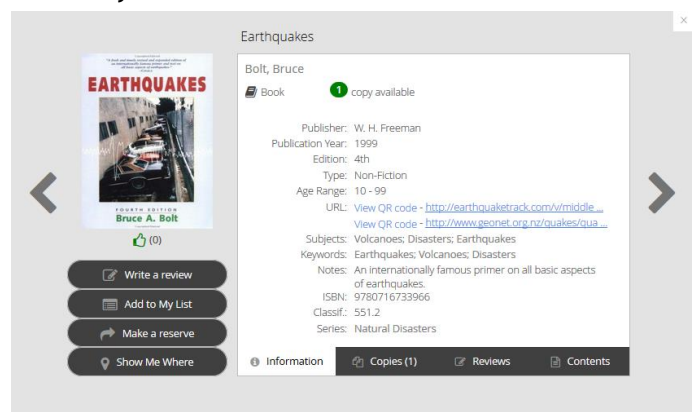 ×
Earthquakes
EARTHQUAKES
FOURTH EDITION
Bruce A. Bolt
(0)
Write a review
Add to My List
Make a reserve
Show Me Where
Bolt, Bruce
Book 1 copy available
Publisher: W. H. Freeman
Publication Year: 1999
Edition: 4th
Type: Non-Fiction
Age Range: 10 - 99
URL: View QR code - http://earthquaketrack.com/v/middle ...
View QR code - http://www.geonet.org.nz/quakes/qua ...
Subjects: Volcanoes; Disasters; Earthquakes
Keywords: Earthquakes; Volcanoes; Disasters
Notes: An internationally famous primer on all basic aspects
of earthquakes.
ISBN: 9780716733966
Classif.: 551.2
Series: Natural Disasters
Information Copies (1) Reviews Contents